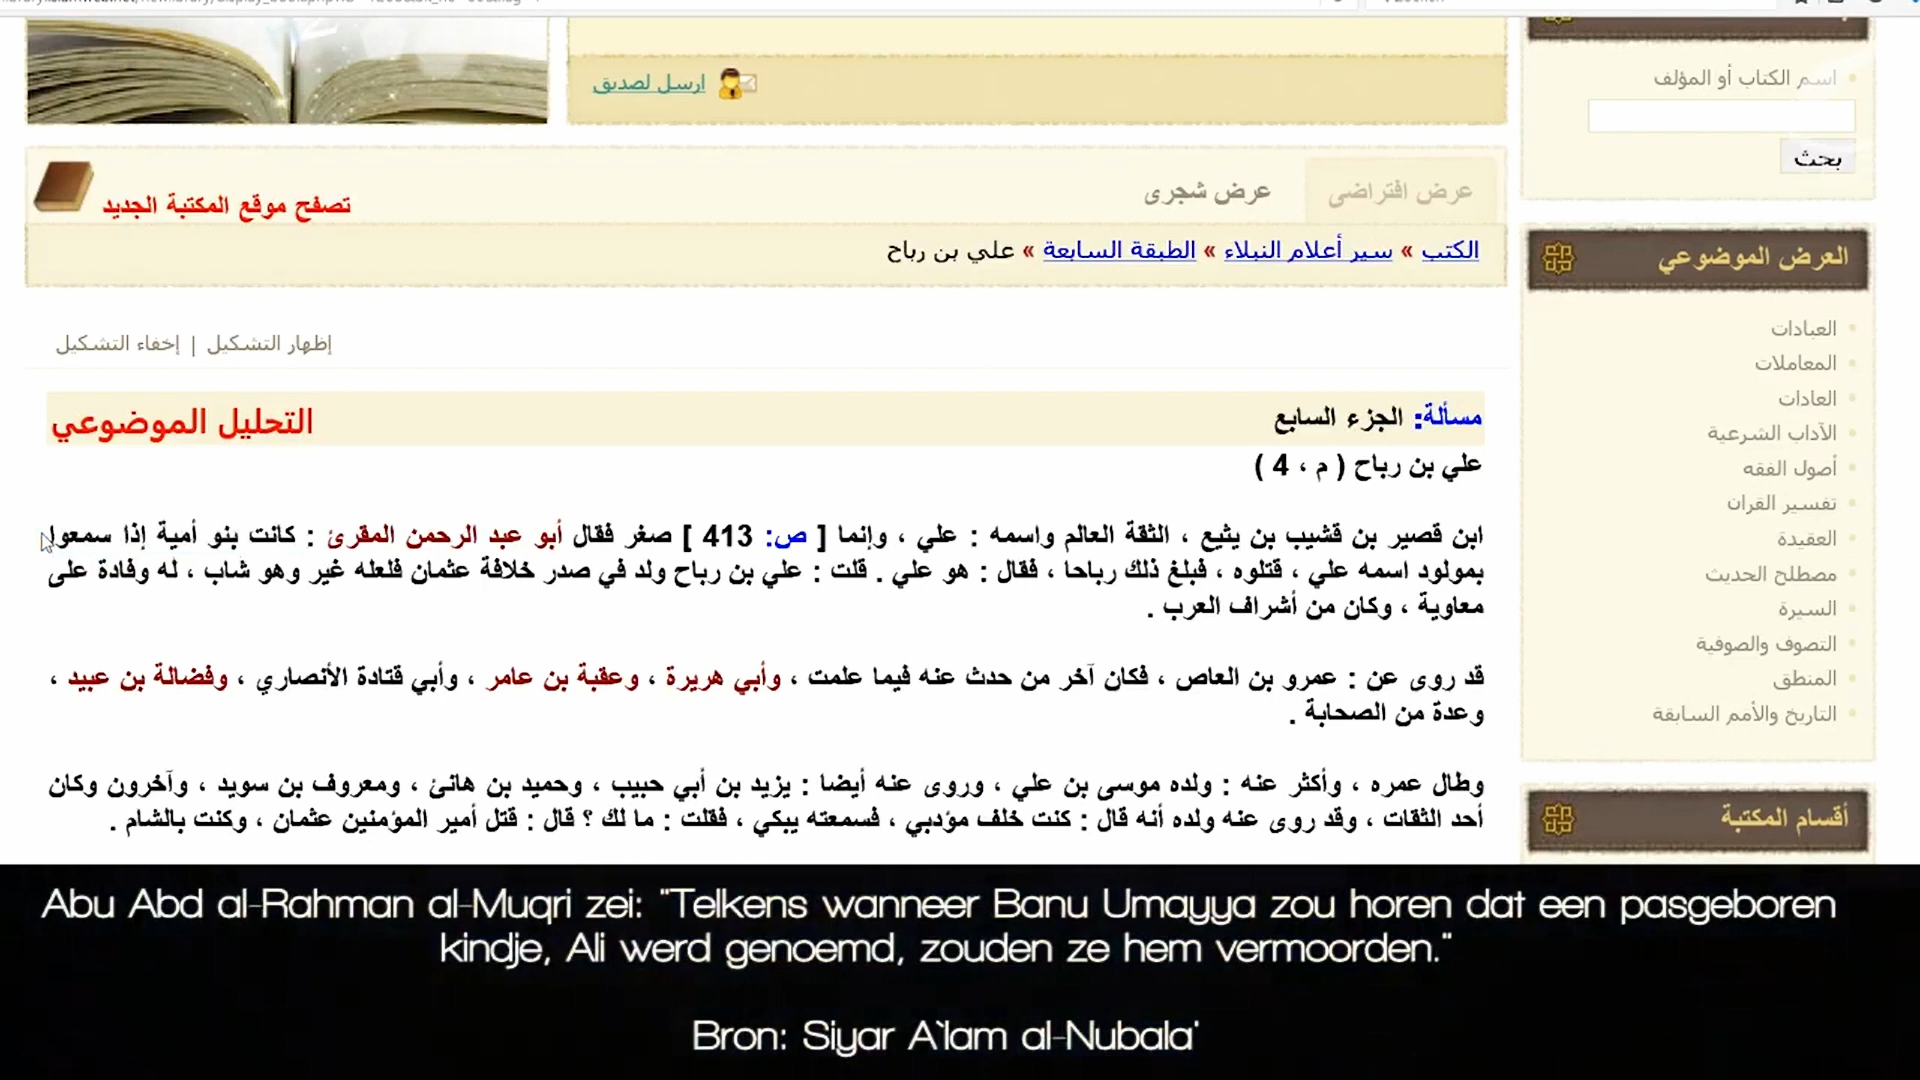 ارسل لصديق
اسم الكتاب أو المؤلف
بحث
عرض افتراضى
عرض شجرى
تصفح موقع المكتبة الجديد
الكتب » سير أعلام النبلاء » الطبقة السابعة » علي بن رباح
إظهار التشكيل | إخفاء التشكيل
مسألة: الجزء السابع
التحليل الموضوعي
علي بن رباح ( م ، 4 )
ابن قصير بن قشيب بن يثيع ، الثقة العالم واسمه : علي ، وإنما [ ص: 413 ] صغر فقال أبو عبد الرحمن المقرئ : كانت بنو أمية إذا سمعوا
بمولود اسمه علي ، قتلوه ، فبلغ ذلك رباحا ، فقال : هو علي . قلت : علي بن رباح ولد في صدر خلافة عثمان فلعله غير وهو شاب ، له وفادة على
معاوية ، وكان من أشراف العرب .
قد روى عن : عمرو بن العاص ، فكان آخر من حدث عنه فيما علمت ، وأبي هريرة ، وعقبة بن عامر ، وأبي قتادة الأنصاري ، وفضالة بن عبيد ،
وعدة من الصحابة .
وطال عمره ، وأكثر عنه : ولده موسى بن علي ، وروى عنه أيضا : يزيد بن أبي حبيب ، وحميد بن هانئ ، ومعروف بن سويد ، وآخرون وكان
أحد الثقات ، وقد روى عنه ولده أنه قال : كنت خلف مؤدبي ، فسمعته يبكي ، فقلت : ما لك ؟ قال : قتل أمير المؤمنين عثمان ، وكنت بالشام .
العرض الموضوعي
العبادات
المعاملات
العادات
الآداب الشرعية
أصول الفقه
تفسير القران
العقيدة
مصطلح الحديث
السيرة
التصوف والصوفية
المنطق
التاريخ والأمم السابقة
أقسام المكتبة
Abu Abd al-Rahman al-Muqri zei: "Telkens wanneer Banu Umayya zou horen dat een pasgeboren
kindje, Ali werd genoemd, zouden ze hem vermoorden."
Bron: Siyar A`lam al-Nubala'